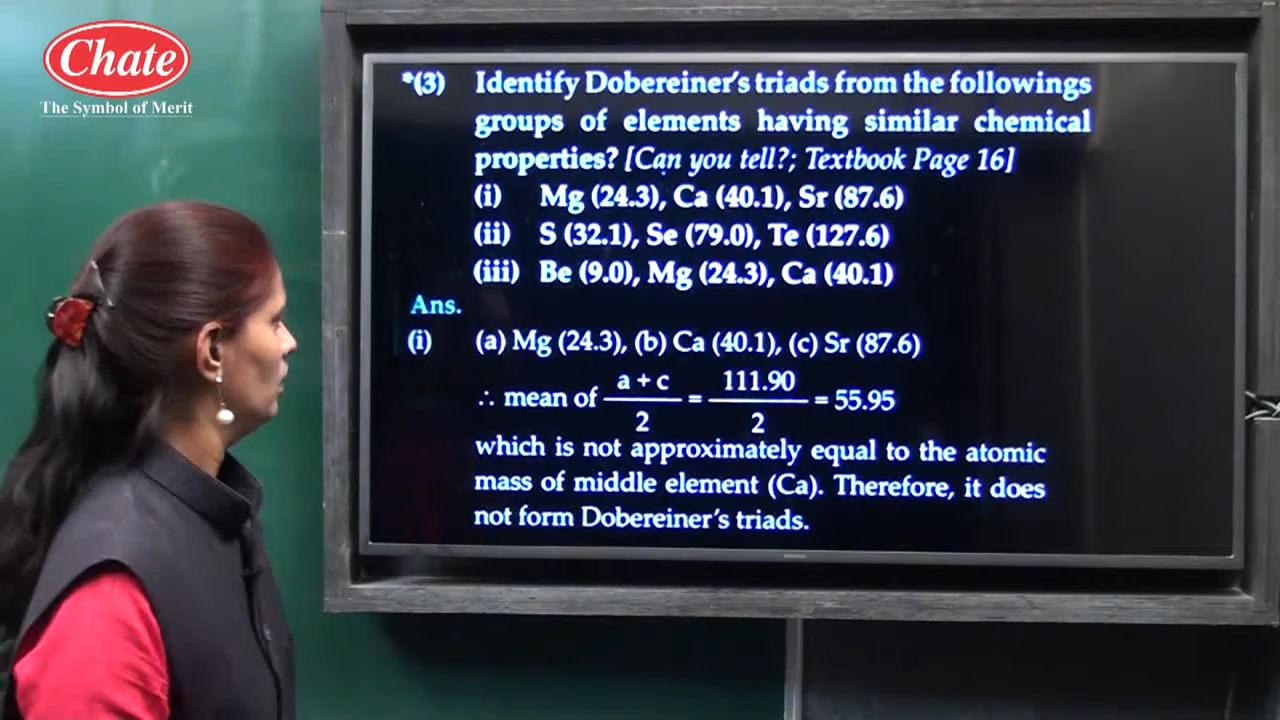 Chate
The Symbol of Merit
*(3) Identify Dobereiner's triads from the followings
groups of elements having similar chemical
properties? [Can you tell?; Textbook Page 16]
(i) Mg (24.3), Ca (40.1), Sr (87.6)
(ii) S (32.1), Se (79.0), Te (127.6)
(iii) Be (9.0), Mg (24.3), Ca (40.1)
Ans.
(i) (a) Mg (24.3), (b) Ca (40.1), (c) Sr (87.6)
∴ mean of a + c / 2 = 111.90 / 2 = 55.95
which is not approximately equal to the atomic
mass of middle element (Ca). Therefore, it does
not form Dobereiner's triads.